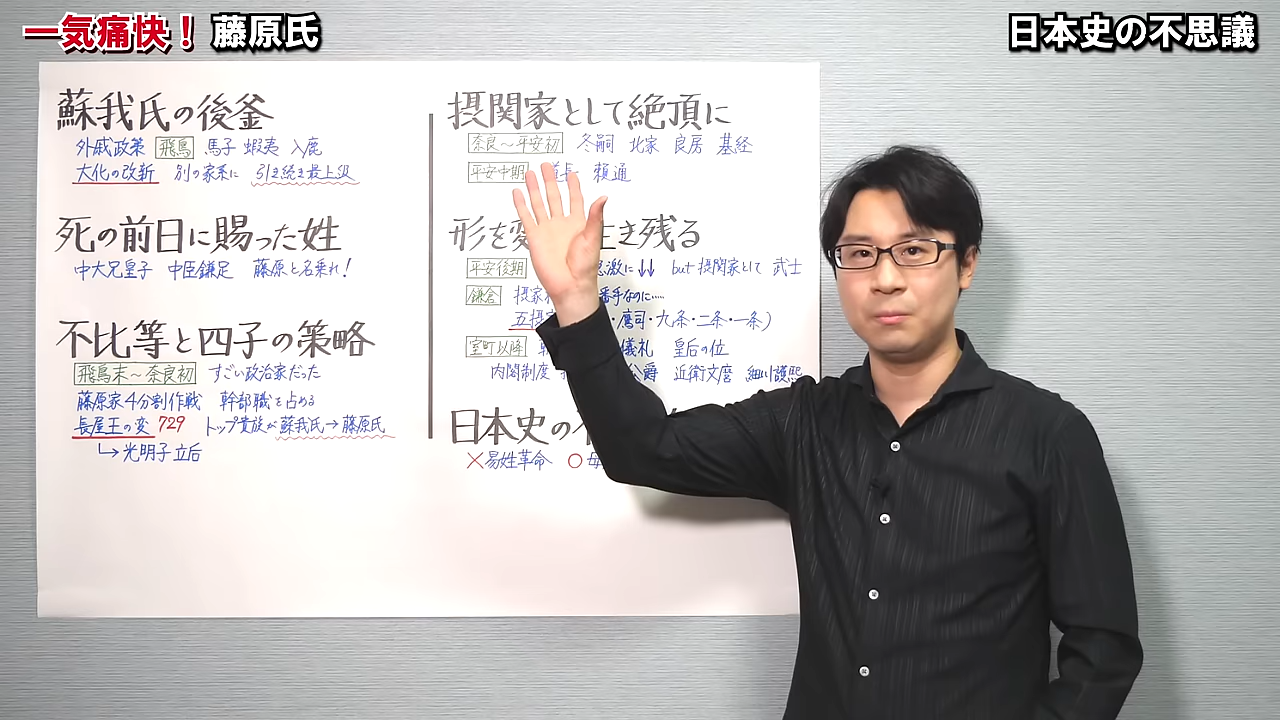 一気痛快！藤原氏
日本史の不思議
蘇我氏の後釜
外戚政策 飛鳥 馬子 蝦夷 入鹿
大化の改新 別の家系に 引き続き最上級
死の前日に賜った姓
中大兄皇子 中臣鎌足 藤原と名乗れ！
不比等と四子の策略
飛鳥末～奈良初 すごい政治家だった
藤原家4分割作戦 幹部職を占める
長屋王の変 729 トップ貴族が蘇我氏→藤原氏
↳光明子立后
摂関家として絶頂に
奈良～平安初 冬嗣 北家 良房 基経
平安中期 道長 頼通
形を変 生き残る
平安後期 急激に↓↓ but 摂関家として 武士
鎌倉 摂家 番手なのに……
五摂 ・鷹司・九条・二条・一条)
室町以降 儀礼 皇后の位
内閣制度 公爵 近衛文麿 細川護熙
日本史の
×易姓革命 ○母